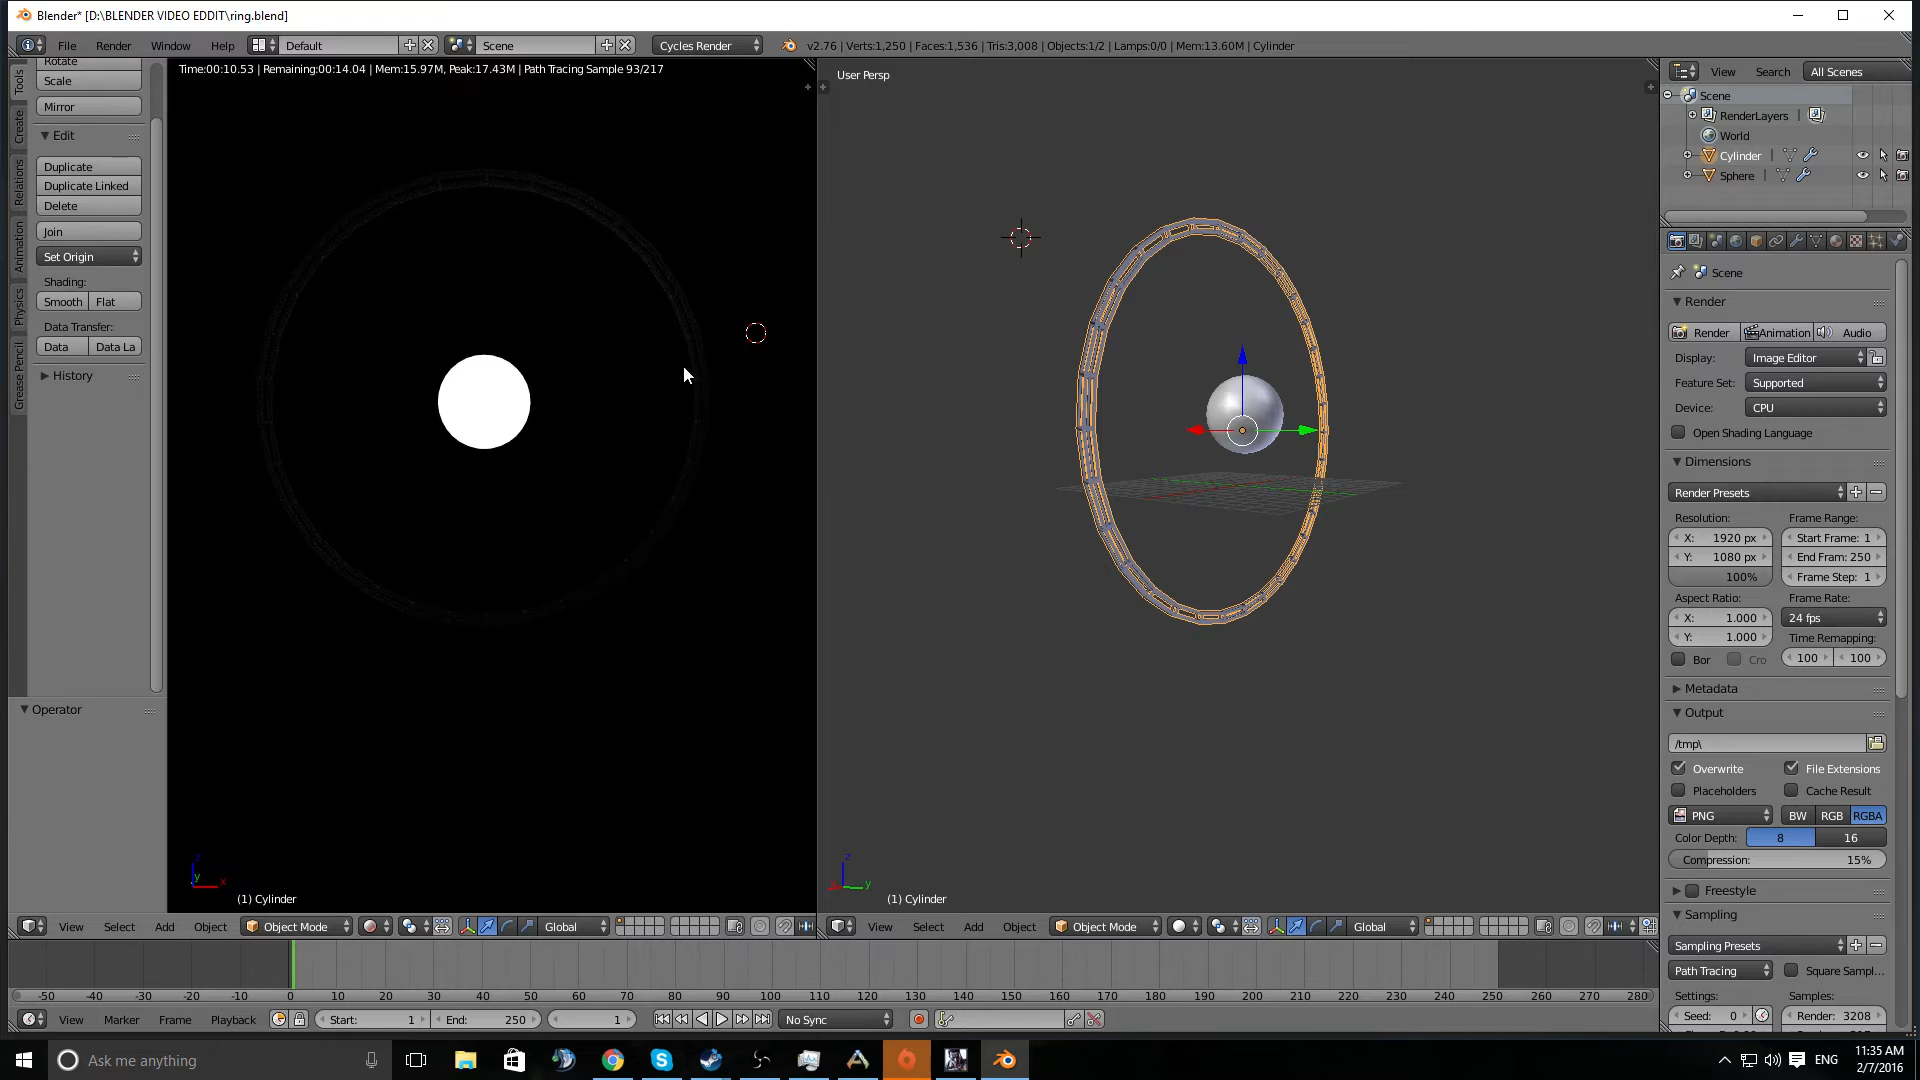 Blender* [D:\BLENDER VIDEO EDDIT\ring.blend]
File Render Window Help Default Scene Cycles Render v2.76 | Verts:1,250 | Faces:1,536 | Tris:3,008 | Objects:1/2 | Lamps:0/0 | Mem:13.60M | Cylinder
Time:00:10.53 | Remaining:00:14.04 | Mem:15.97M, Peak:17.43M | Path Tracing Sample 93/217
User Persp
Tools
Create
Relations
Animation
Physics
Grease Pencil
Rotate
Scale
Mirror
Edit
Duplicate
Duplicate Linked
Delete
Join
Set Origin
Shading:
Smooth Flat
Data Transfer:
Data Data La
History
Operator
z
y x
(1) Cylinder
z
x y
(1) Cylinder
View Select Add Object Object Mode Global
View Select Add Object Object Mode Global
View Search All Scenes
Scene
RenderLayers
World
Cylinder
Sphere
Scene
Render
Render Animation Audio
Display: Image Editor
Feature Set: Supported
Device: CPU
Open Shading Language
Dimensions
Render Presets
Resolution: Frame Range:
X: 1920 px Start Frame: 1
Y: 1080 px End Fram: 250
100% Frame Step: 1
Aspect Ratio: Frame Rate:
X: 1.000 24 fps
Y: 1.000 Time Remapping:
Bor Cro 100 100
Metadata
Output
/tmp\
Overwrite File Extensions
Placeholders Cache Result
PNG BW RGB RGBA
Color Depth: 8 16
Compression: 15%
Freestyle
Sampling
Sampling Presets
Path Tracing Square Sampl...
Settings: Samples:
Seed: 0 Render: 3208
-50 -40 -30 -20 -10 0 10 20 30 40 50 60 70 80 90 100 110 120 130 140 150 160 170 180 190 200 210 220 230 240 250 260 270 280
View Marker Frame Playback Start: 1 End: 250 1 No Sync
Ask me anything
ENG
11:35 AM
2/7/2016